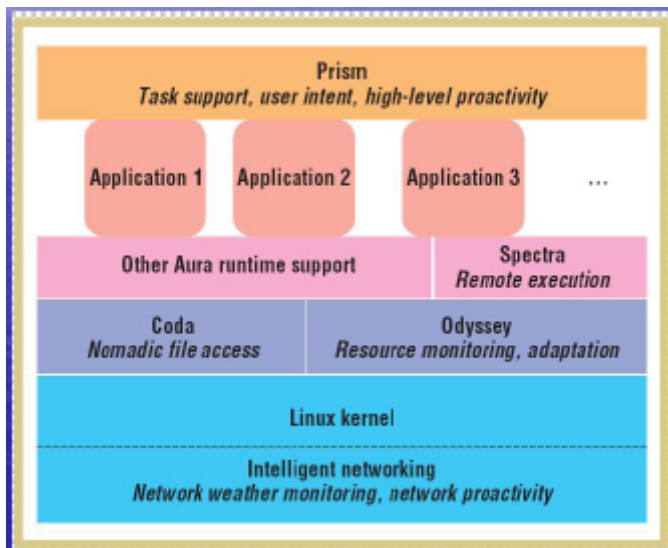 Prism
Task support, user intent, high-level proactivity
Application 1
Application 2
Application 3
...
Other Aura runtime support
Spectra
Remote execution
Coda
Nomadic file access
Odyssey
Resource monitoring, adaptation
Linux kernel
Intelligent networking
Network weather monitoring, network proactivity